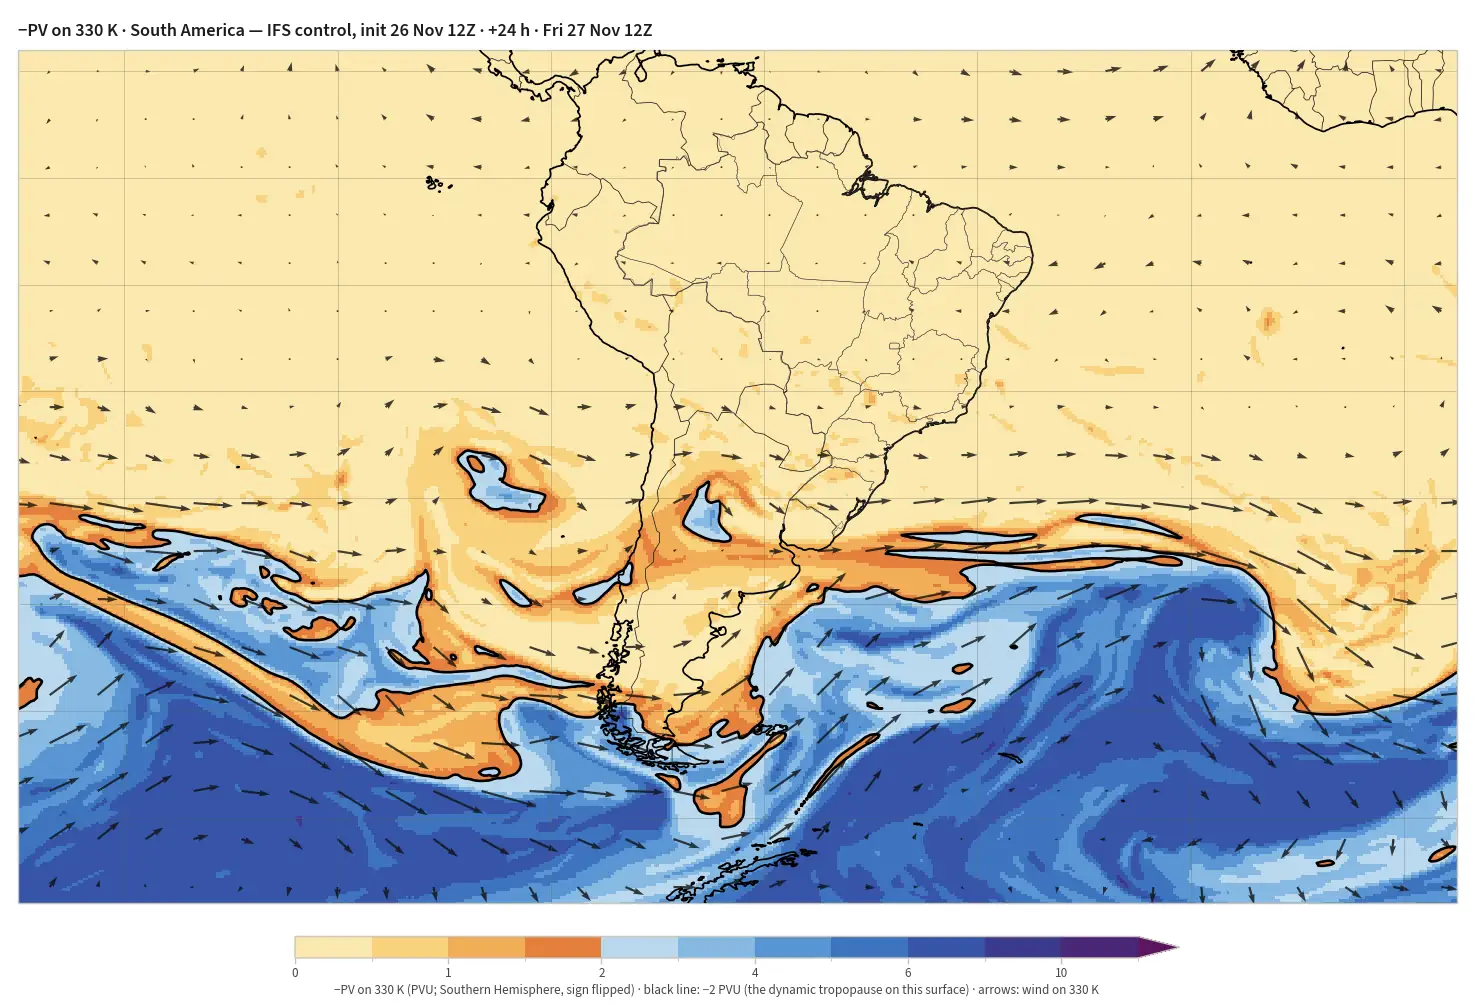 −PV on 330 K · South America — IFS control, init 26 Nov 12Z · +24 h · Fri 27 Nov 12Z
0 1 2 4 6 10
−PV on 330 K (PVU; Southern Hemisphere, sign flipped) · black line: −2 PVU (the dynamic tropopause on this surface) · arrows: wind on 330 K